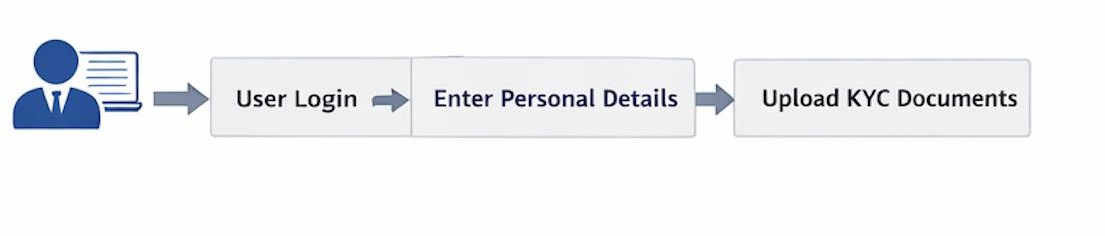 User Login
Enter Personal Details
Upload KYC Documents